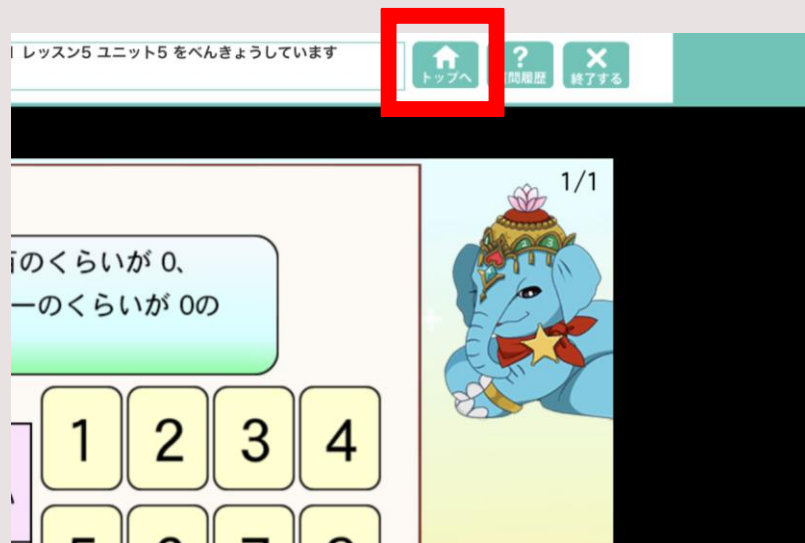 レッスン5 ユニット5 をべんきょうしています
トップへ
?
問履歴
終了する
1/1
のくらいが 0、
一のくらいが 0の
1 2 3 4